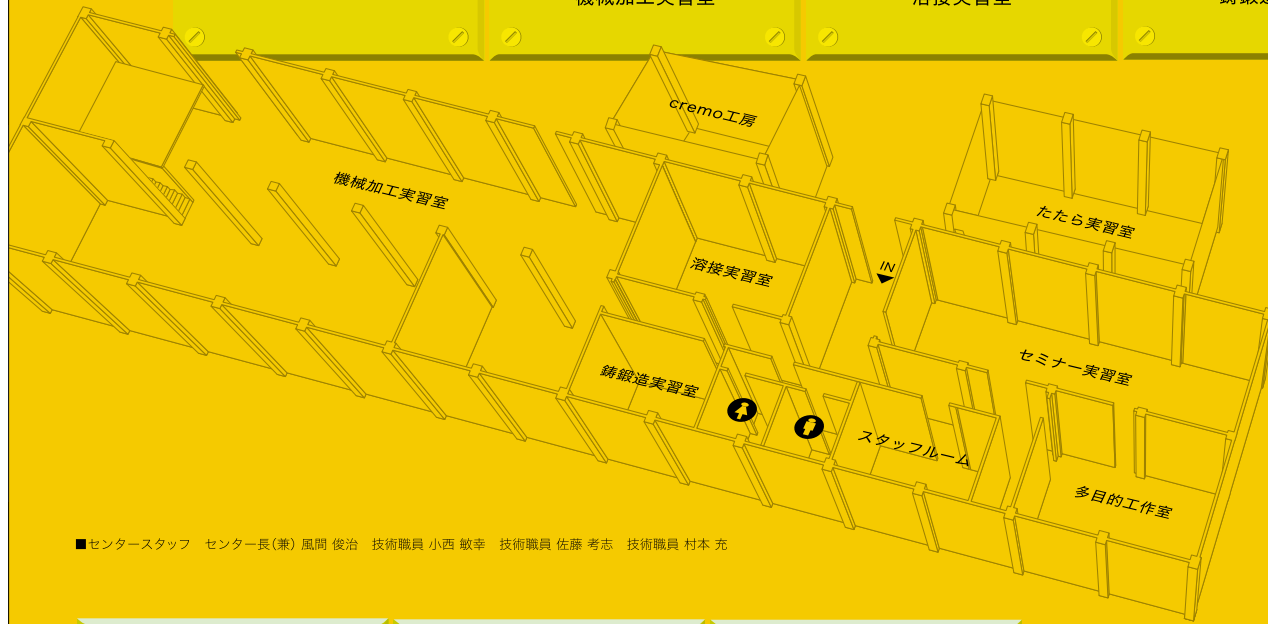 機械加工実習室
溶接実習室
cremo工房
機械加工実習室
たたら実習室
溶接実習室
IN
セミナー実習室
鋳鍛造実習室
スタッフルーム
多目的工作室
■センタースタッフ　センター長(兼) 風間 俊治　技術職員 小西 敏幸　技術職員 佐藤 考志　技術職員 村本 充